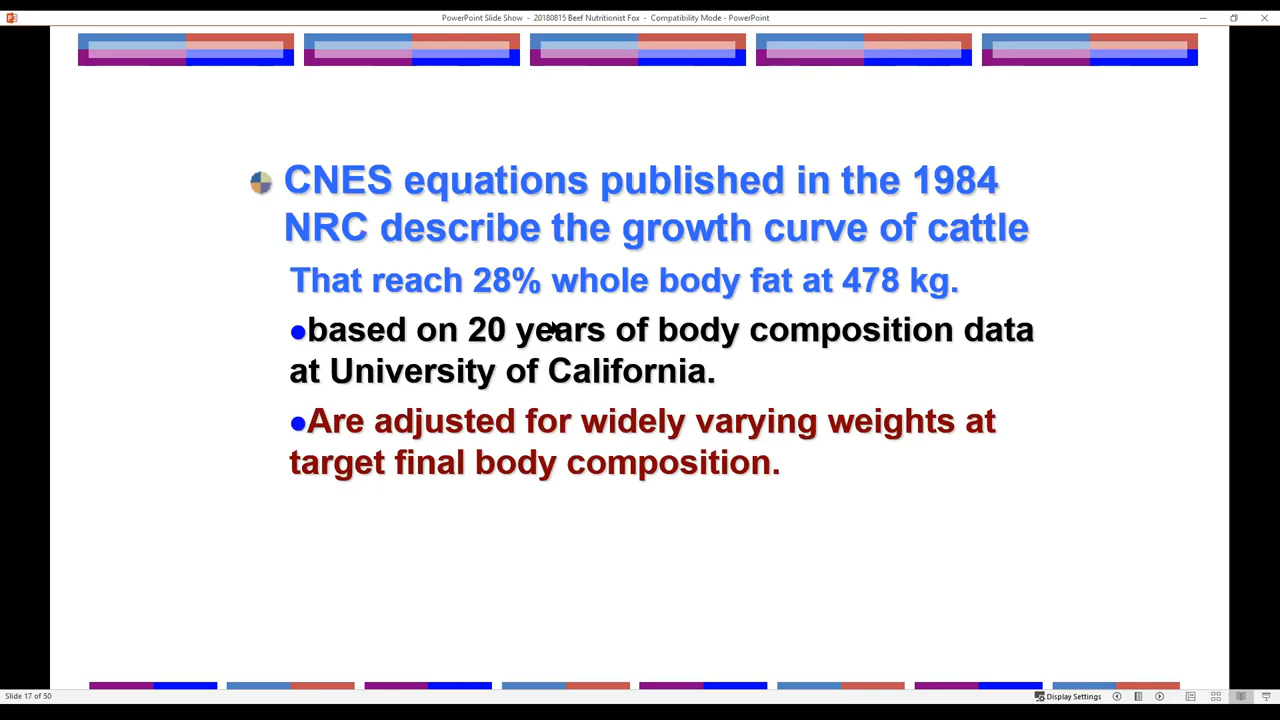 PowerPoint Slide Show - 20180815 Beef Nutritionist Fox - Compatibility Mode - PowerPoint
CNES equations published in the 1984
NRC describe the growth curve of cattle
That reach 28% whole body fat at 478 kg.
●based on 20 years of body composition data
at University of California.
●Are adjusted for widely varying weights at
target final body composition.
Slide 17 of 50
Display Settings